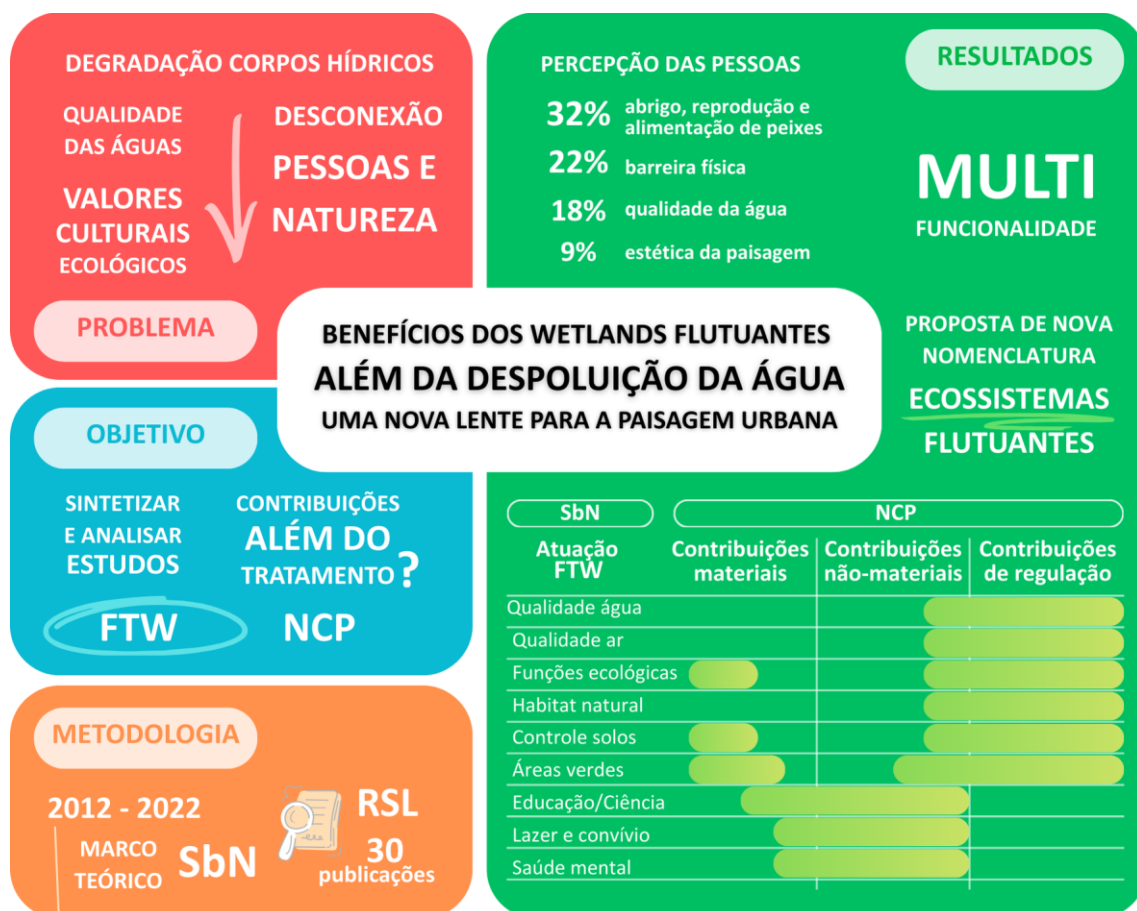 DEGRADAÇÃO CORPOS HÍDRICOS
QUALIDADE
DAS ÁGUAS
VALORES
CULTURAIS
ECOLÓGICOS
DESCONEXÃO
PESSOAS E
NATUREZA
PROBLEMA
PERCEPÇÃO DAS PESSOAS
32% abrigo, reprodução e
alimentação de peixes
22% barreira física
18% qualidade da água
9% estética da paisagem
RESULTADOS
MULTI
FUNCIONALIDADE
BENEFÍCIOS DOS WETLANDS FLUTUANTES
ALÉM DA DESPOLUIÇÃO DA ÁGUA
UMA NOVA LENTE PARA A PAISAGEM URBANA
PROPOSTA DE NOVA
NOMENCLATURA
ECOSSISTEMAS
FLUTUANTES
OBJETIVO
SINTETIZAR
E ANALISAR
ESTUDOS
FTW
CONTRIBUIÇÕES
ALÉM DO
TRATAMENTO?
NCP
METODOLOGIA
2012 - 2022
MARCO
TEÓRICO
SbN
RSL
30
publicações
SbN
NCP
Atuação
FTW
Contribuições
materiais
Contribuições
não-materiais
Contribuições
de regulação
Qualidade água
Qualidade ar
Funções ecológicas
Habitat natural
Controle solos
Áreas verdes
Educação/Ciência
Lazer e convívio
Saúde mental